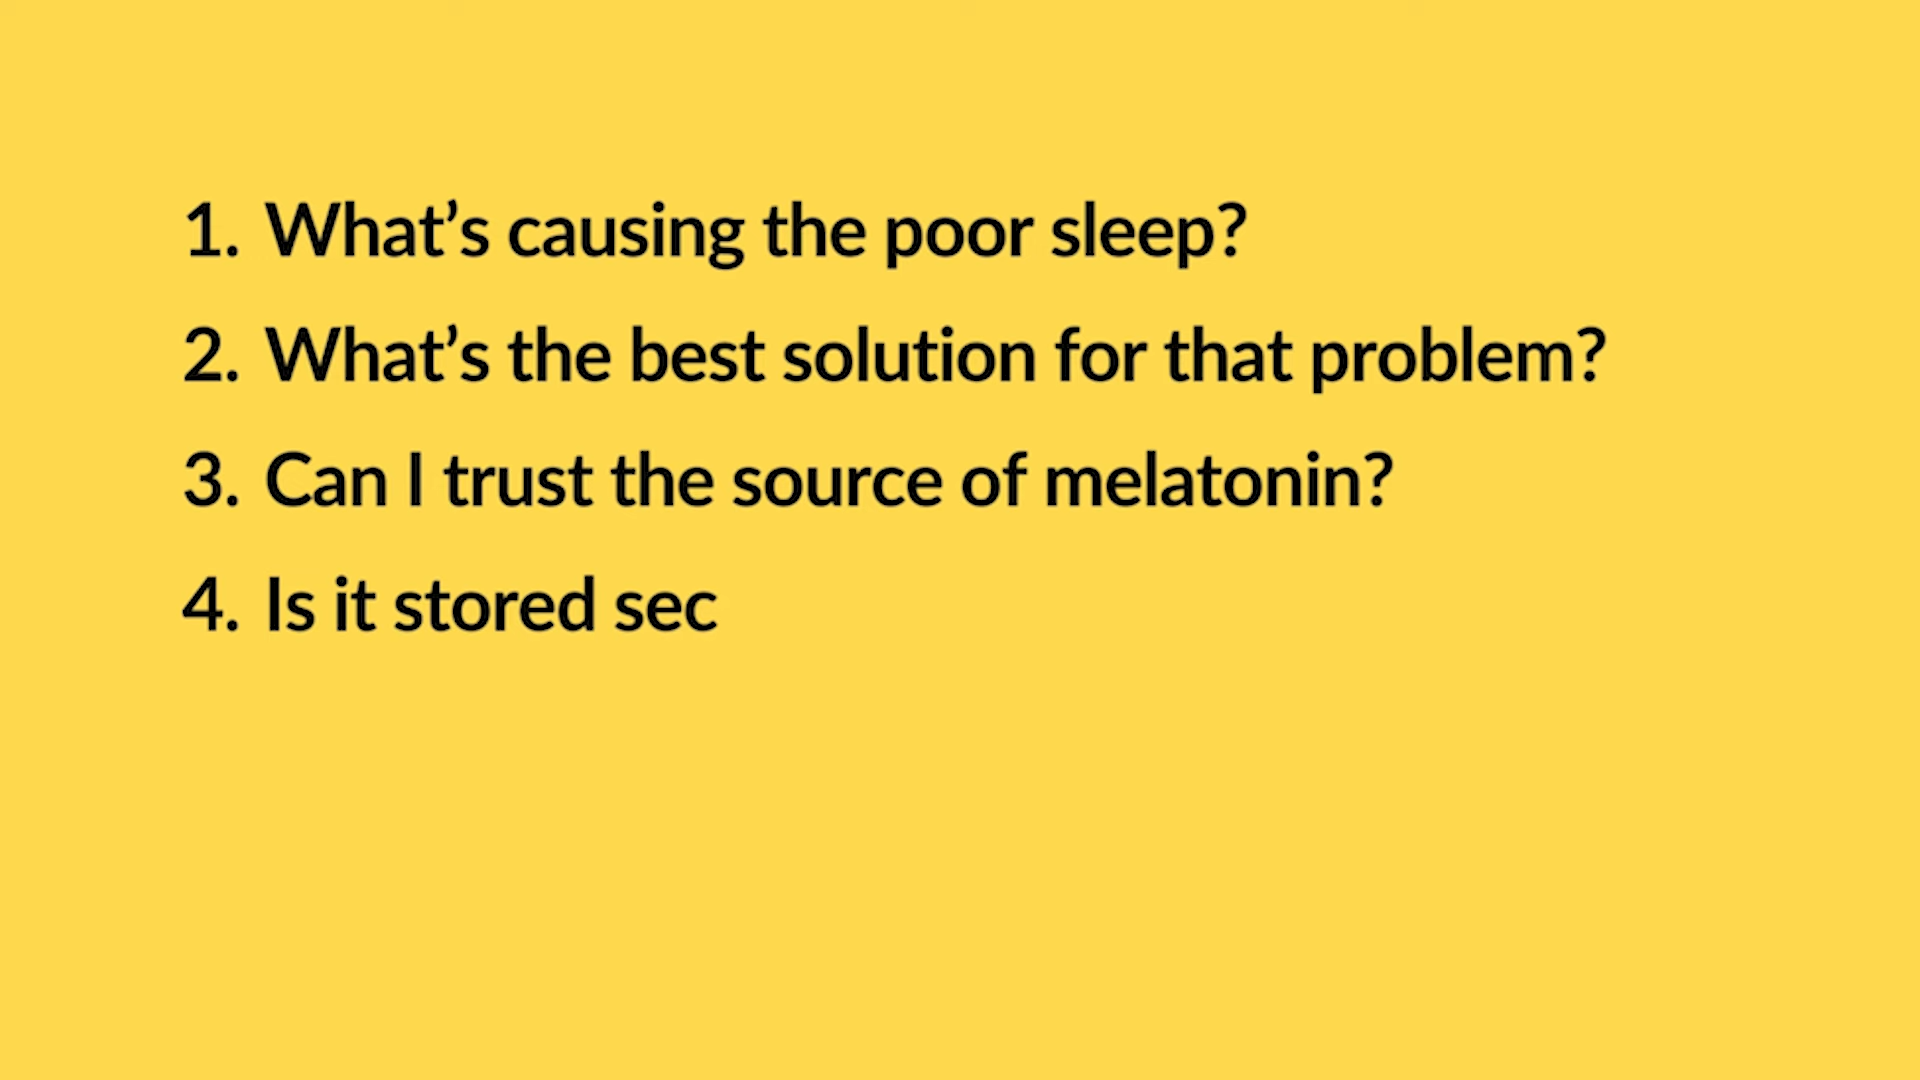 1. What’s causing the poor sleep?
2. What’s the best solution for that problem?
3. Can I trust the source of melatonin?
4. Is it stored sec